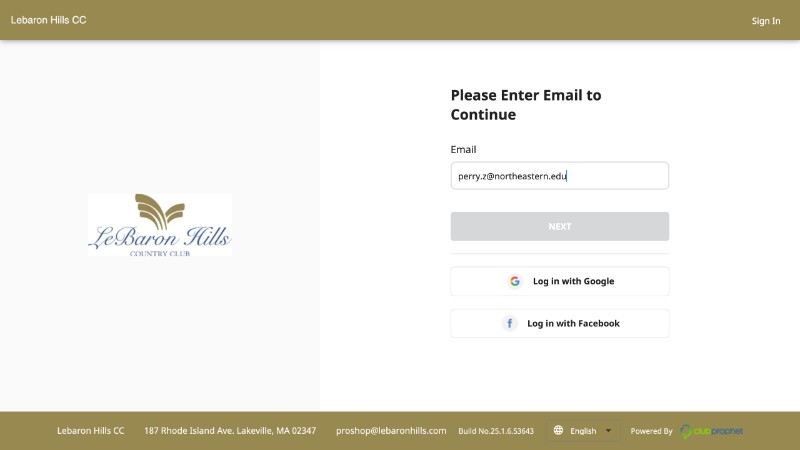 Lebaron Hills CC
Sign In
LeBaron Hills
COUNTRY CLUB
Please Enter Email to
Continue
Email
perry.z@northeastern.edu
NEXT
Log in with Google
Log in with Facebook
Lebaron Hills CC 187 Rhode Island Ave. Lakeville, MA 02347 proshop@lebaronhills.com Build No.25.1.6.53643 English Powered By clubprophet